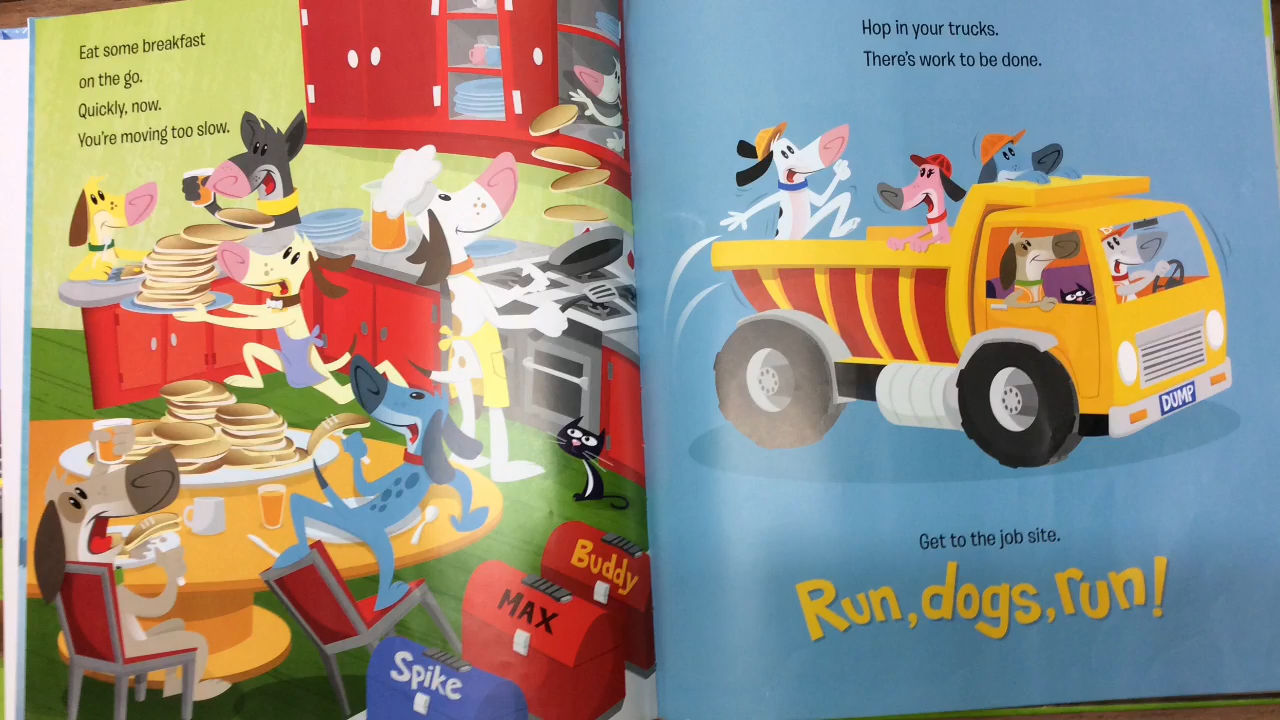 Eat some breakfast
on the go.
Quickly, now.
You're moving too slow.
Buddy
MAX
Spike
Hop in your trucks.
There's work to be done.
DUMP
Get to the job site.
Run, dogs, run!